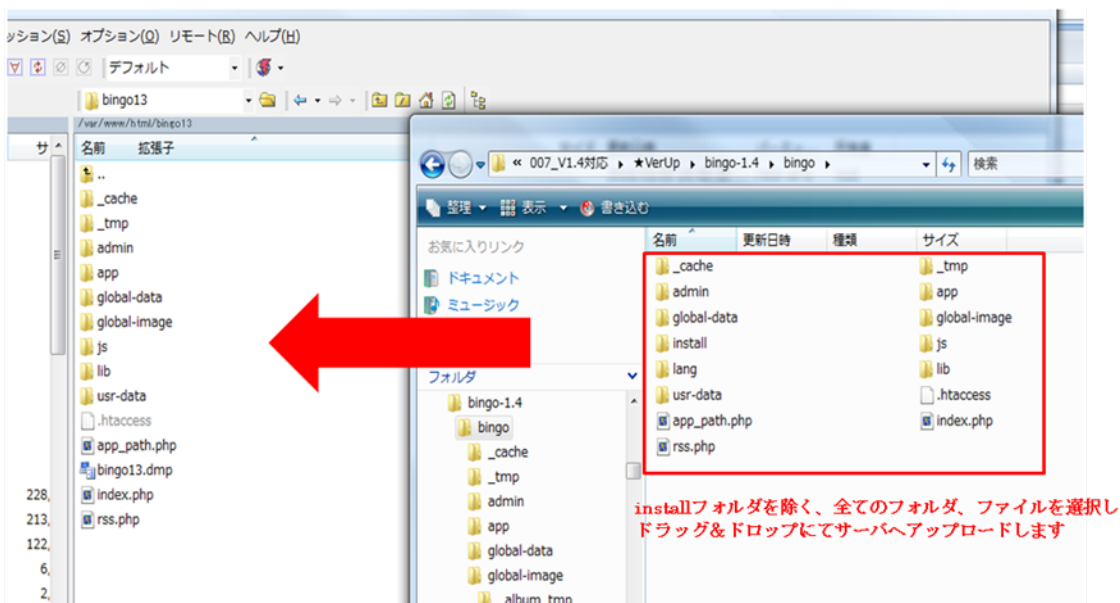 ッション(S) オプション(O) リモート(R) ヘルプ(H)
デフォルト
bingo13
/var/www/html/bingo13
サ
名前 拡張子
..
_cache
_tmp
admin
app
global-data
global-image
js
lib
usr-data
.htaccess
app_path.php
bingo13.dmp
228, index.php
213, rss.php
122,
6,
2,
« 007_V1.4対応 ▸ ★VerUp ▸ bingo-1.4 ▸ bingo ▸
検索
整理 表示 書き込む
お気に入りリンク
ドキュメント
ミュージック
フォルダ
bingo-1.4
bingo
_cache
_tmp
admin
app
global-data
global-image
_album_tmp
名前 更新日時 種類 サイズ
_cache _tmp
admin app
global-data global-image
install js
lang lib
usr-data .htaccess
app_path.php index.php
rss.php
installフォルダを除く、全てのフォルダ、ファイルを選択し
ドラッグ&ドロップにてサーバへアップロードします